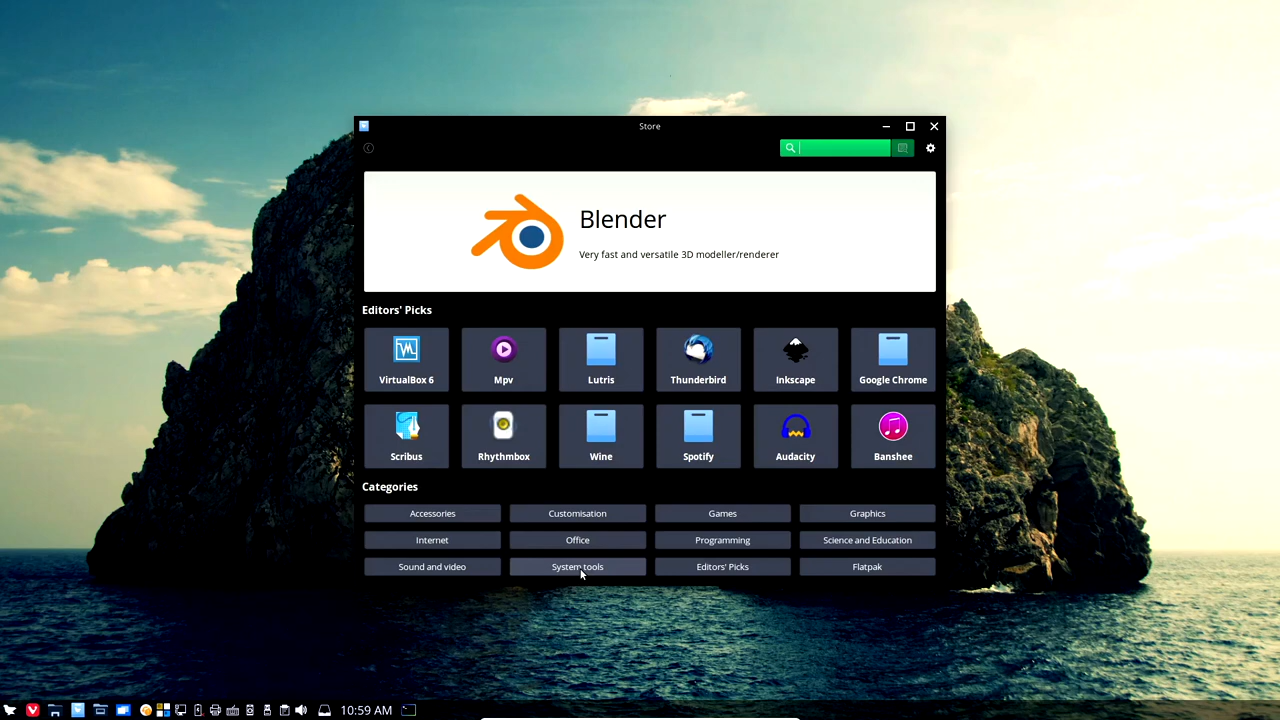 Store
Blender
Very fast and versatile 3D modeller/renderer
Editors' Picks
VirtualBox 6 Mpv Lutris Thunderbird Inkscape Google Chrome
Scribus Rhythmbox Wine Spotify Audacity Banshee
Categories
Accessories Customisation Games Graphics
Internet Office Programming Science and Education
Sound and video System tools Editors' Picks Flatpak
10:59 AM